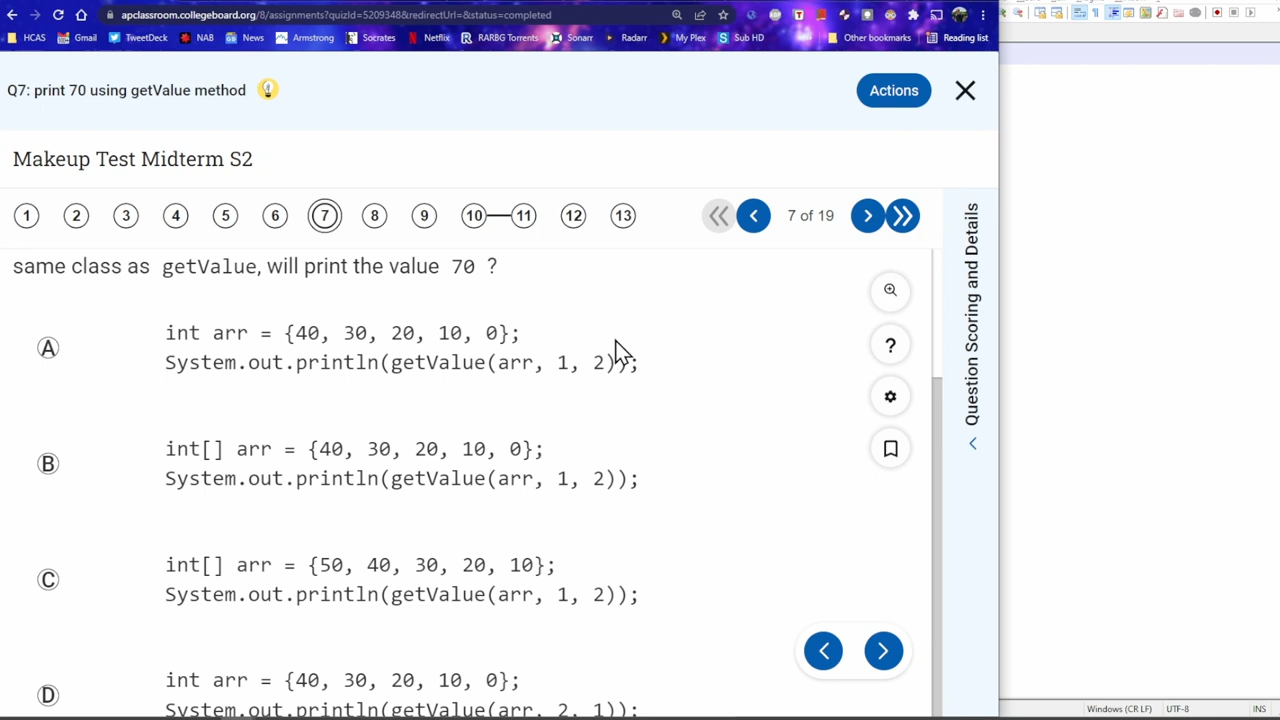 apclassroom.collegeboard.org/8/assignments?quizId=5209348&redirectUrl=&status=completed
HCAS Gmail TweetDeck NAB News Armstrong Socrates Netflix RARBG Torrents Sonarr Radarr My Plex Sub HD Other bookmarks Reading list
Q7: print 70 using getValue method
Actions
Makeup Test Midterm S2
1 2 3 4 5 6 7 8 9 10 11 12 13 7 of 19
same class as getValue, will print the value 70 ?
A
int arr = {40, 30, 20, 10, 0};
System.out.println(getValue(arr, 1, 2));
B
int[] arr = {40, 30, 20, 10, 0};
System.out.println(getValue(arr, 1, 2));
C
int[] arr = {50, 40, 30, 20, 10};
System.out.println(getValue(arr, 1, 2));
D
int arr = {40, 30, 20, 10, 0};
System.out.println(getValue(arr, 2, 1));
?
Question Scoring and Details
Windows (CR LF) UTF-8 INS